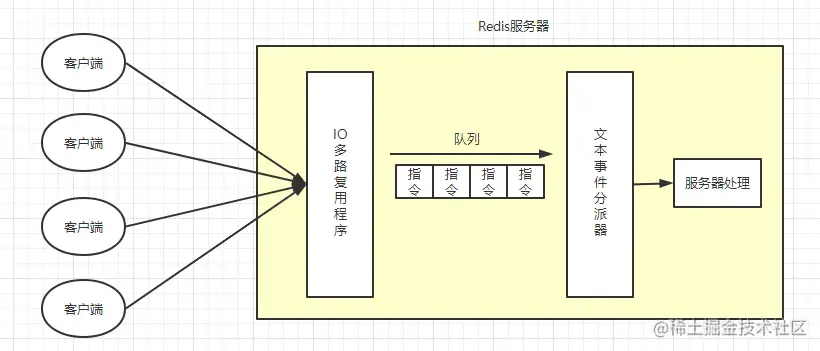 Redis服务器
客户端
客户端
客户端
客户端
IO多路复用程序
队列
指令
指令
指令
指令
文本事件分派器
服务器处理
@稀土掘金技术社区